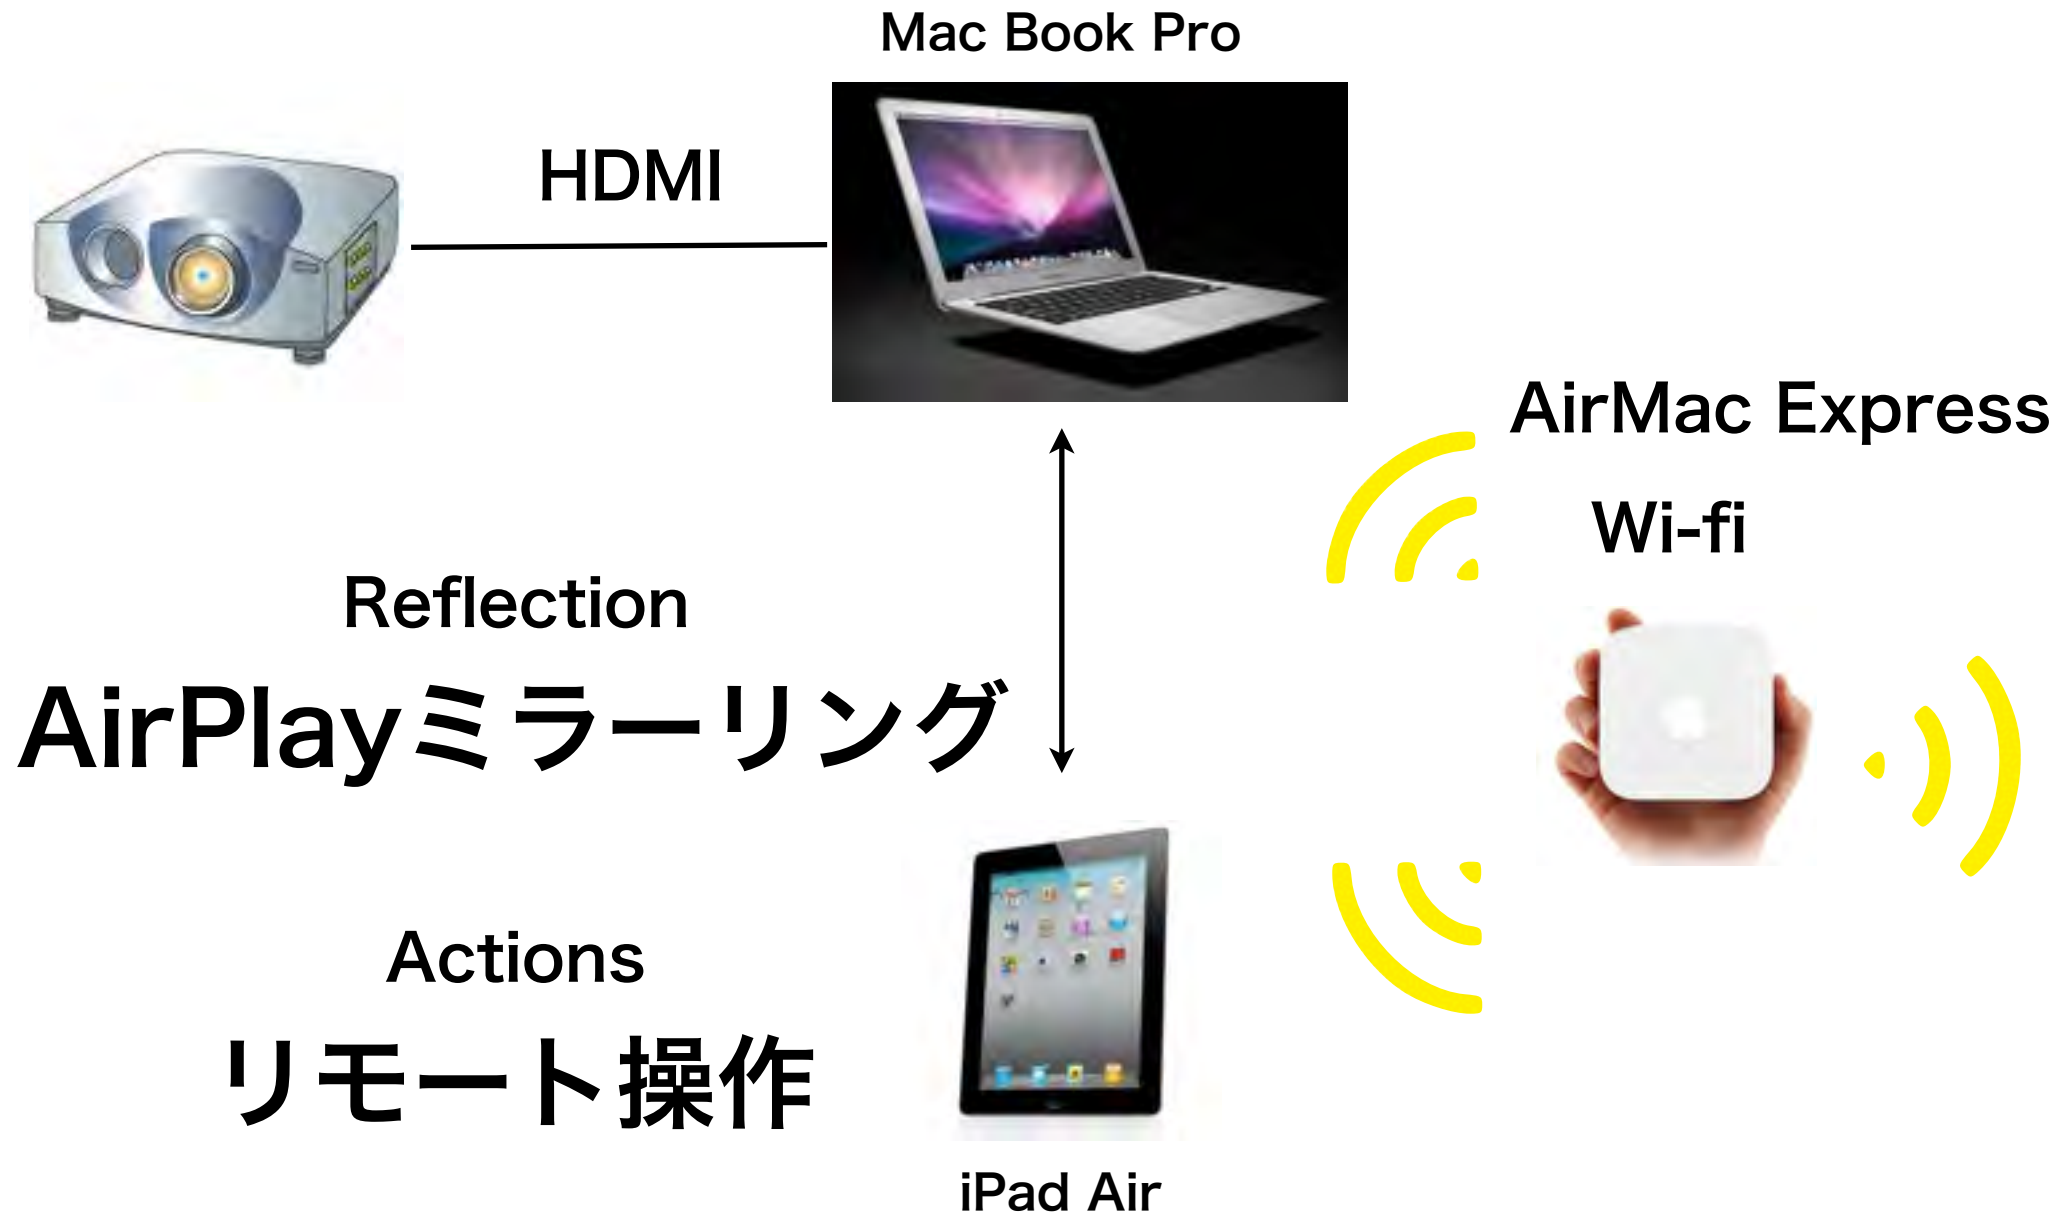 Mac Book Pro
HDMI
AirMac Express
Wi-fi
Reflection
AirPlayミラーリング
Actions
リモート操作
iPad Air